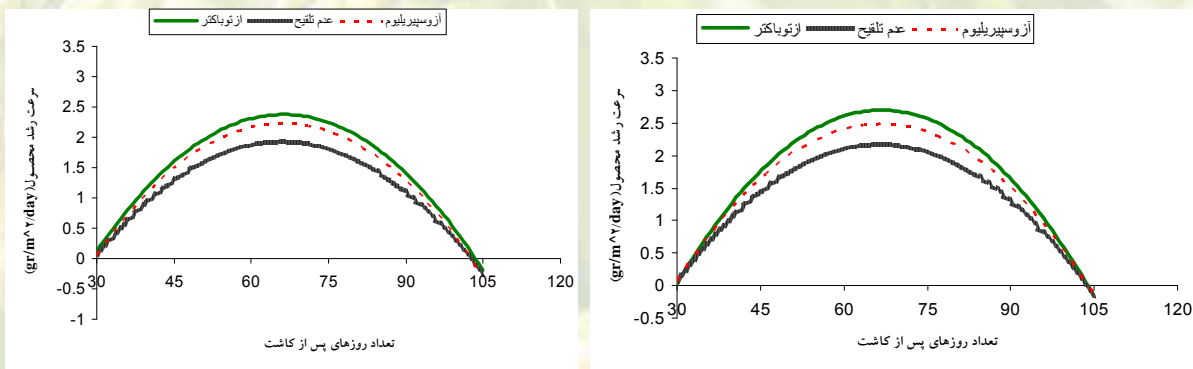 ازتوباکتر عدم تلقیح آزوسپیریلیوم
3.5
3
2.5
2
1.5
1
0.5
0
-0.5
-1
30 45 60 75 90 105 120
سرعت رشد محصول(gr/m^۲/day)
تعداد روزهای پس از کاشت
ازتوباکتر عدم تلقیح آزوسپیریلیوم
3.5
3
2.5
2
1.5
1
0.5
0
-0.5
30 45 60 75 90 105 120
سرعت رشد محصول(gr/m^۲/day)
تعداد روزهای پس از کاشت